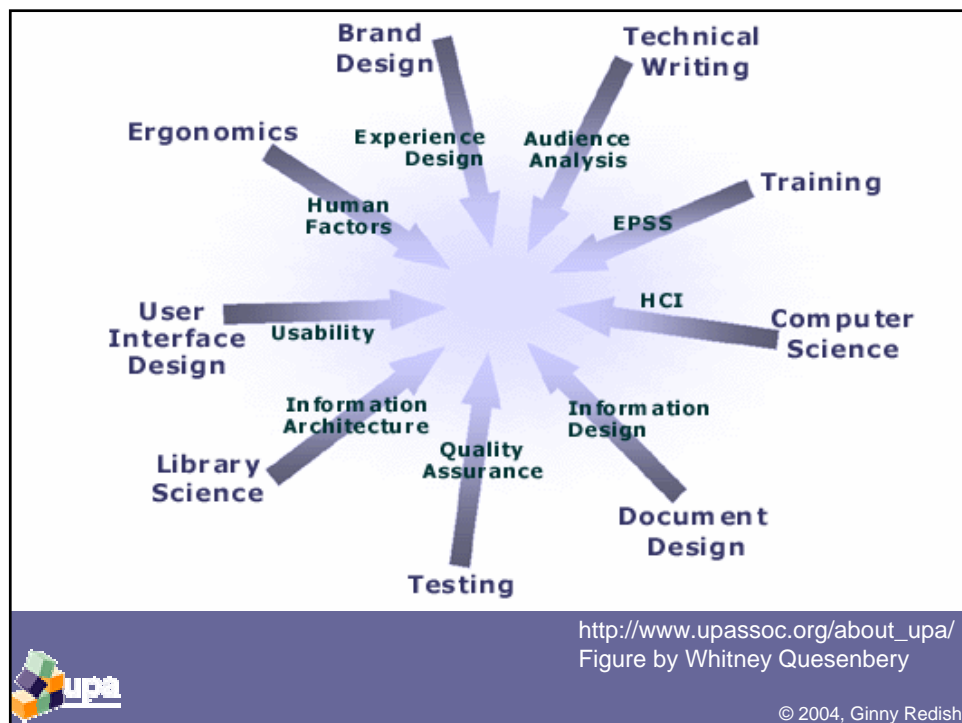 Brand
Design
Technical
Writing
Ergonomics
Experience
Design
Audience
Analysis
Training
Human
Factors
EPSS
HCI
User
Interface
Design
Usability
Computer
Science
Information
Architecture
Information
Design
Quality
Assurance
Library
Science
Document
Design
Testing
http://www.upassoc.org/about_upa/
Figure by Whitney Quesenbery
upa
© 2004, Ginny Redish